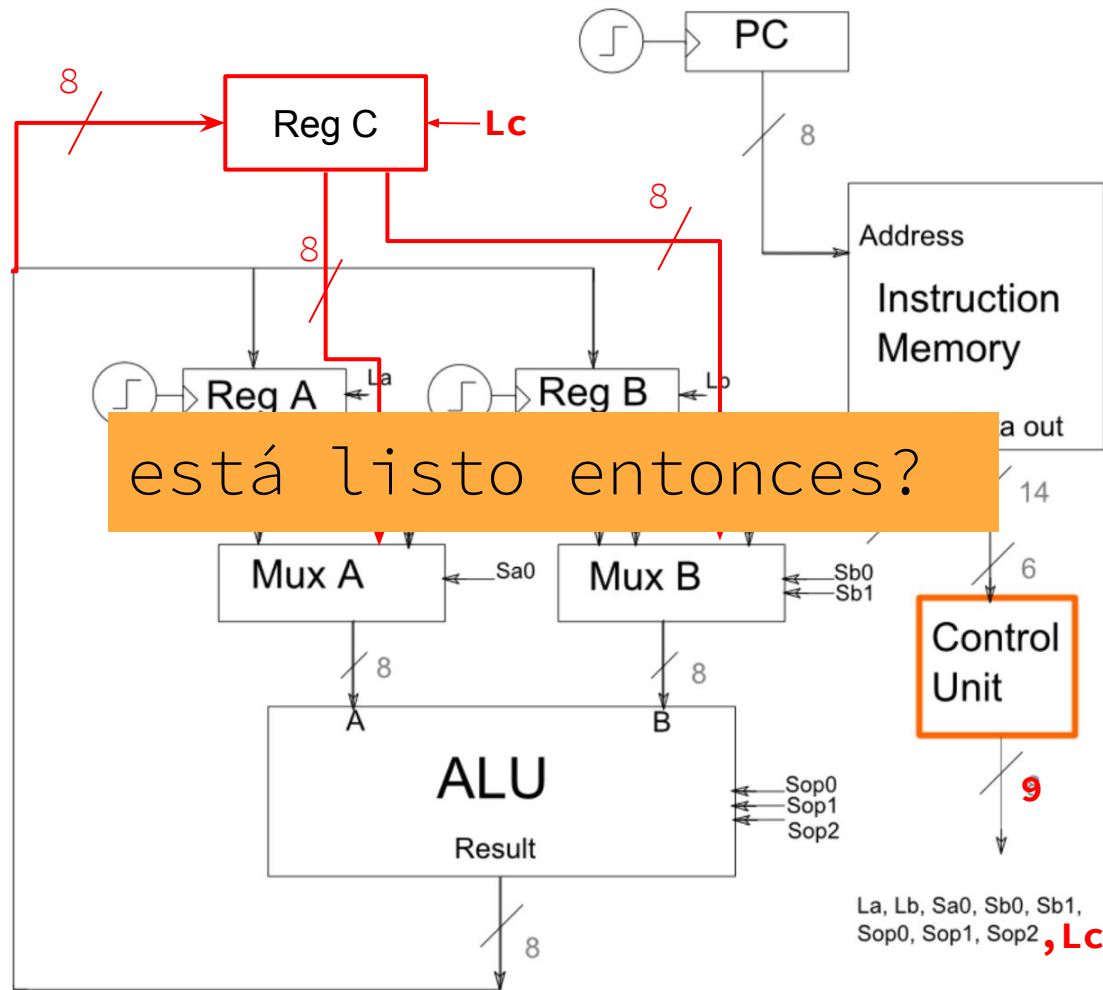 PC
8
Reg C
Lc
8
8
8
Address
Instruction
Memory
La
Lb
Reg A
Reg B
a out
está listo entonces?
14
Mux A
Sa0
Mux B
Sb0
Sb1
6
Control
Unit
8
8
A
B
ALU
Sop0
Sop1
Sop2
9
Result
8
La, Lb, Sa0, Sb0, Sb1,
Sop0, Sop1, Sop2 ,Lc